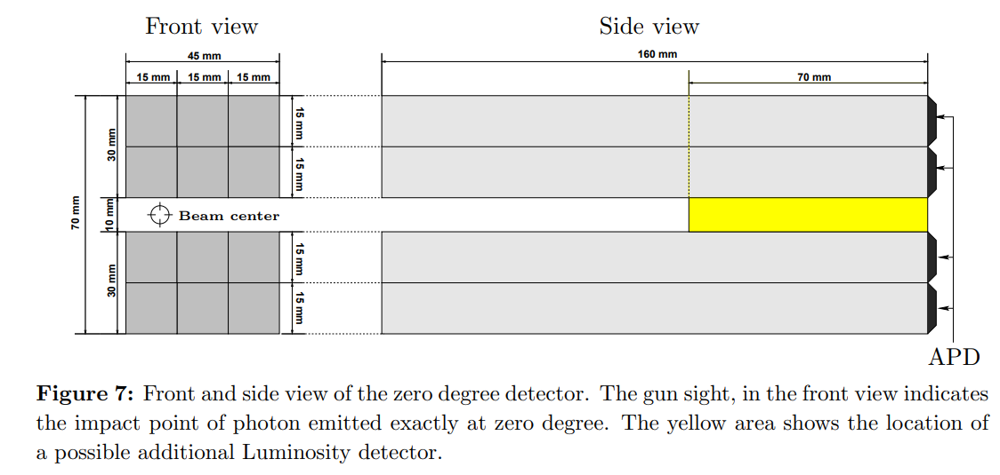 Front view
Side view
45 mm
160 mm
15 mm 15 mm 15 mm
70 mm
15 mm
30 mm
15 mm
70 mm
10 mm
Beam center
15 mm
30 mm
15 mm
APD
Figure 7: Front and side view of the zero degree detector. The gun sight, in the front view indicates
the impact point of photon emitted exactly at zero degree. The yellow area shows the location of
a possible additional Luminosity detector.